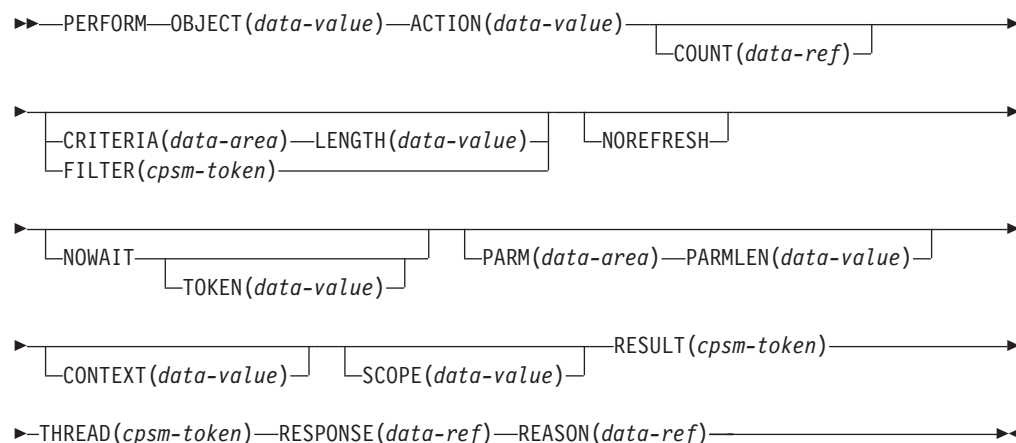 PERFORM OBJECT(data-value) ACTION(data-value)
COUNT(data-ref)
CRITERIA(data-area) LENGTH(data-value)
FILTER(cpsm-token)
NOREFRESH
NOWAIT
TOKEN(data-value)
PARM(data-area) PARMLEN(data-value)
CONTEXT(data-value)
SCOPE(data-value)
RESULT(cpsm-token)
THREAD(cpsm-token) RESPONSE(data-ref) REASON(data-ref)